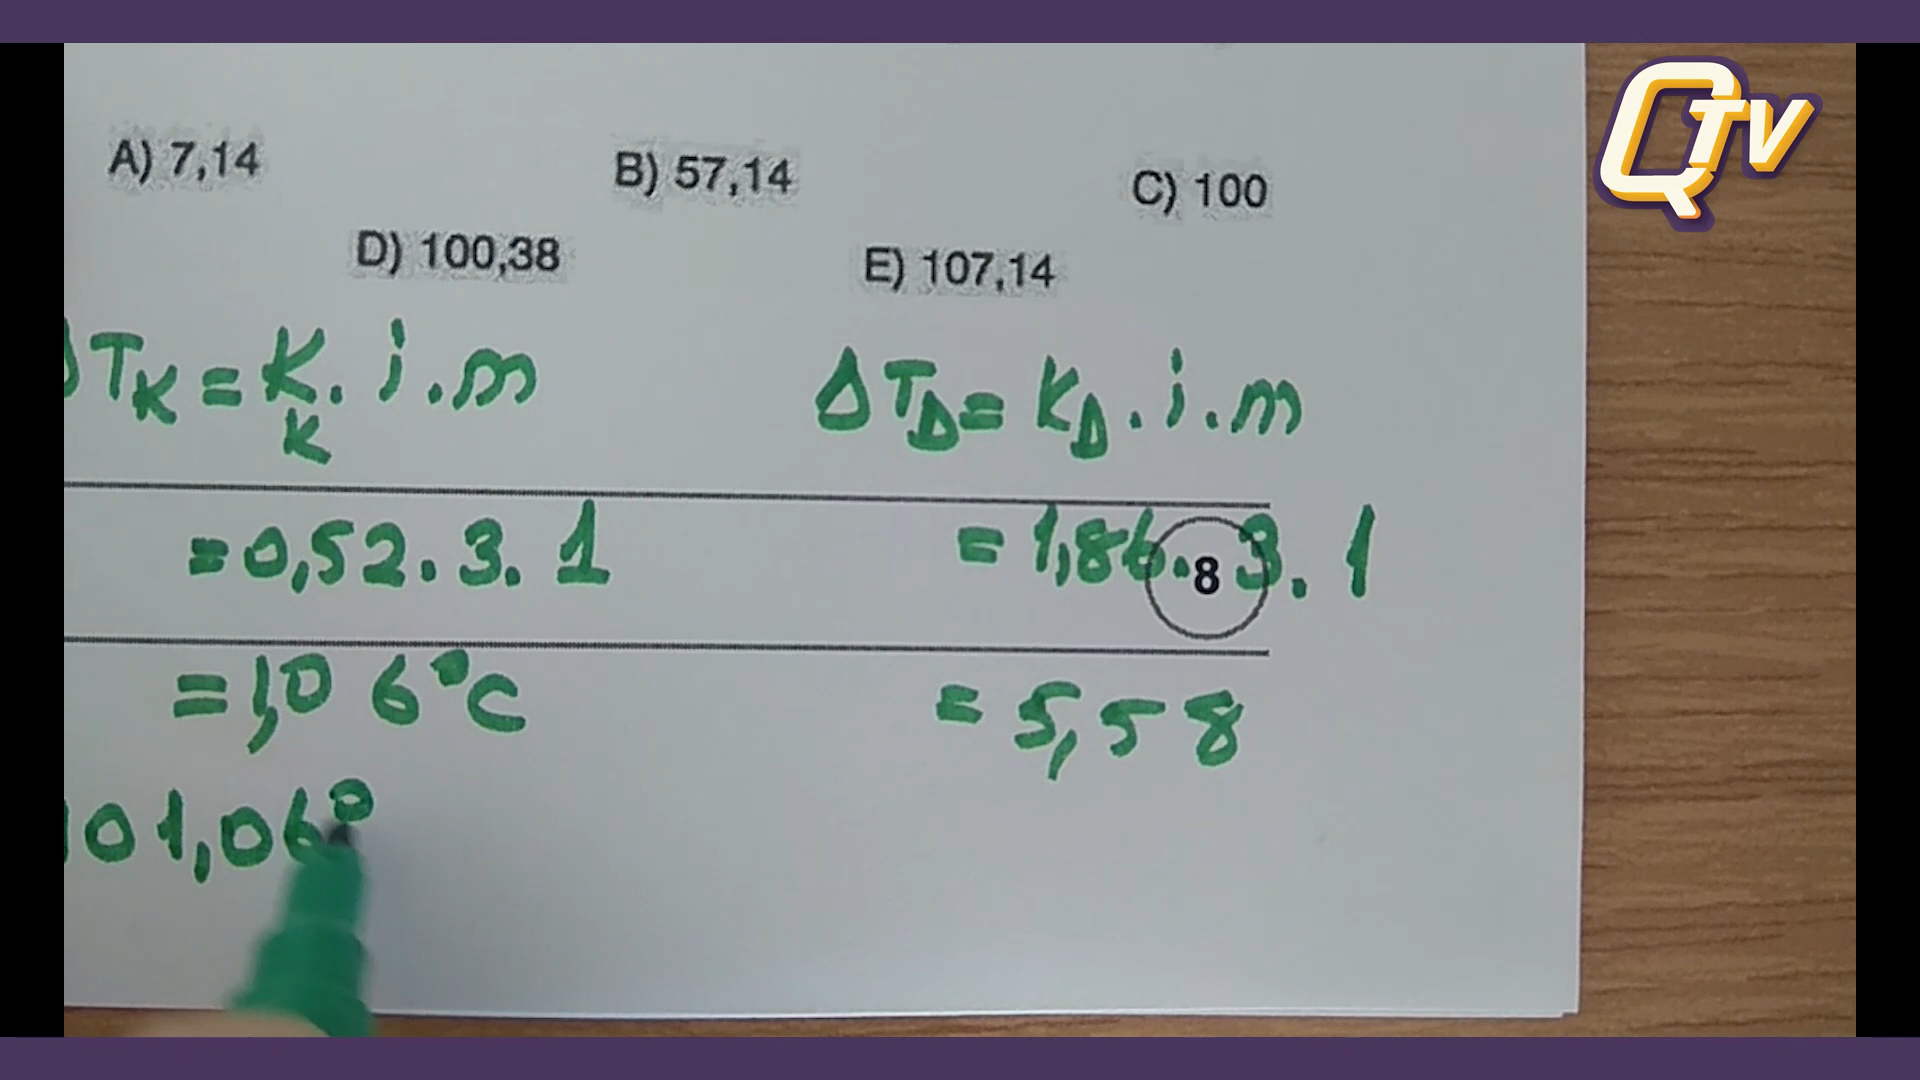 QTV
A) 7,14 B) 57,14 C) 100
D) 100,38 E) 107,14
ΔTK = KK . i . m ΔTD = KD . i . m
= 0,52 . 3 . 1 = 1,86 . 3 . 1
8
= 1,06 °C = 5,58
101,06°